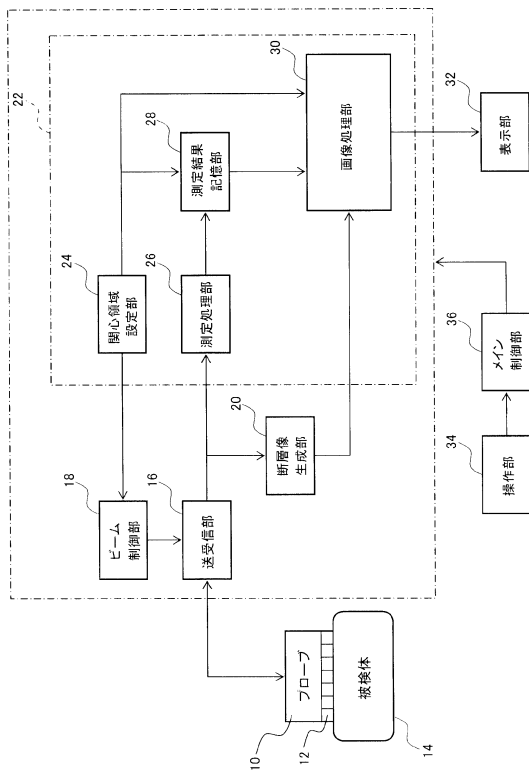 22
24
関心領域
設定部
28
測定結果
記憶部
30
画像処理部
26
測定処理部
18
ビーム
制御部
16
送受信部
20
断層像
生成部
32
表示部
10
プローブ
12
被検体
14
34
操作部
36
メイン
制御部